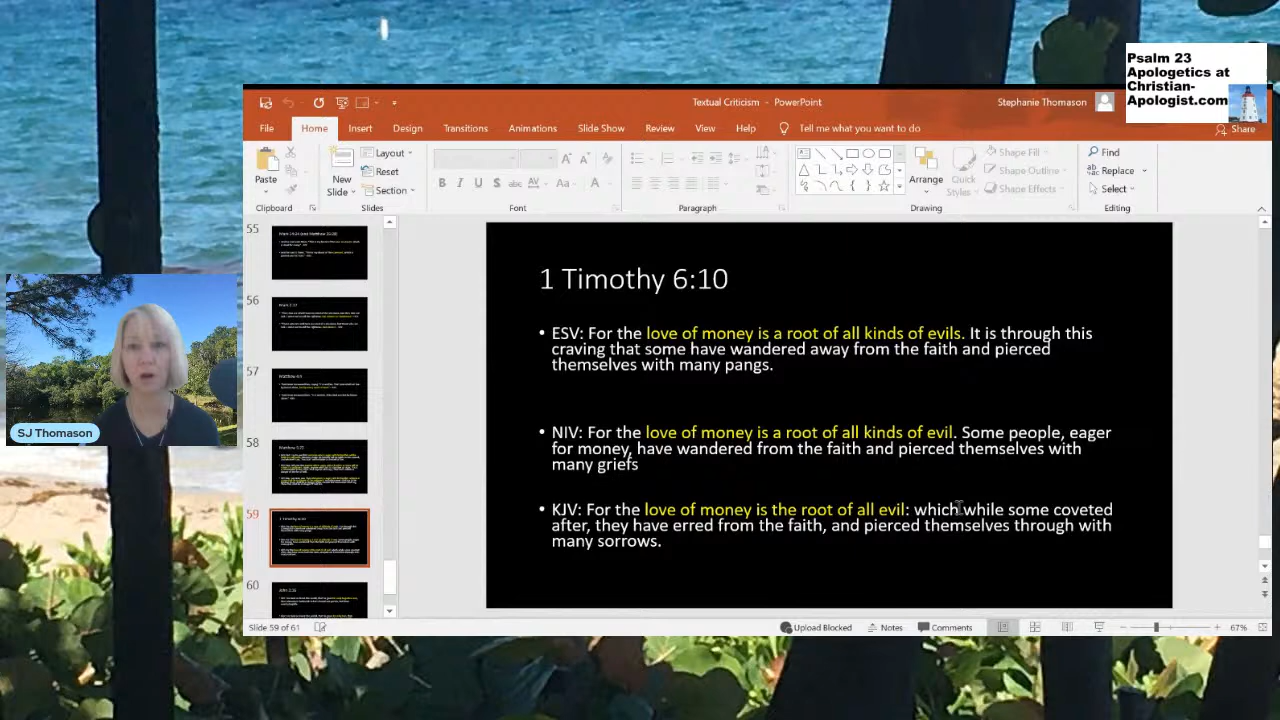 Psalm 23
Apologetics at
Christian-
Apologist.com
Textual Criticism - PowerPoint
Stephanie Thomason
File Home Insert Design Transitions Animations Slide Show Review View Help Tell me what you want to do
Share
Paste
New
Slide
Layout
Reset
Section
B I U S abc AV Aa A
Arrange
Quick
Styles
Shape Fill
Shape Outline
Shape Effects
Find
Replace
Select
Clipboard Slides Font Paragraph Drawing Editing
55
56
57
58
59
1 Timothy 6:10
60
1 Timothy 6:10
• ESV: For the love of money is a root of all kinds of evils. It is through this
craving that some have wandered away from the faith and pierced
themselves with many pangs.
• NIV: For the love of money is a root of all kinds of evil. Some people, eager
for money, have wandered from the faith and pierced themselves with
many griefs
• KJV: For the love of money is the root of all evil: which while some coveted
after, they have erred from the faith, and pierced themselves through with
many sorrows.
SJ Thomason
Slide 59 of 61
Upload Blocked Notes Comments 67%